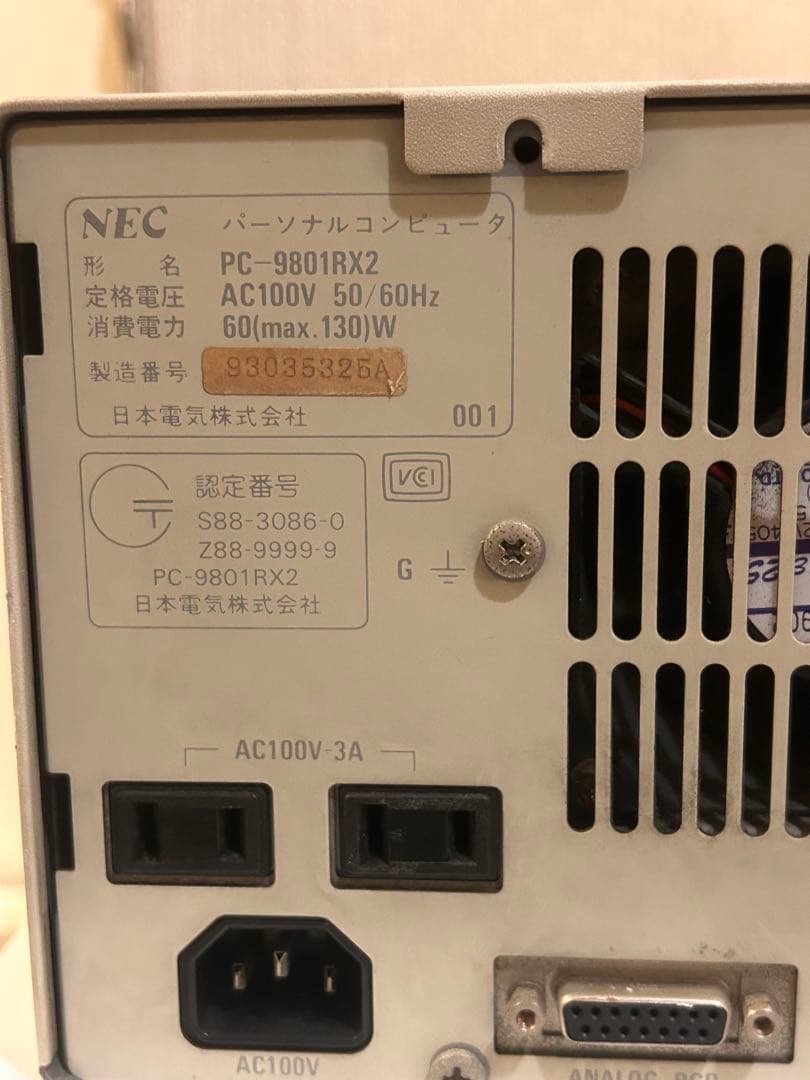 NEC パーソナルコンピュータ
形 名 PC-9801RX2
定格電圧 AC100V 50/60Hz
消費電力 60(max.130)W
製造番号 93035325A
日本電気株式会社 001
VCI
認定番号
S88-3086-0
Z88-9999-9
PC-9801RX2
日本電気株式会社
G
AC100V-3A
AC100V
ANALOG RGB